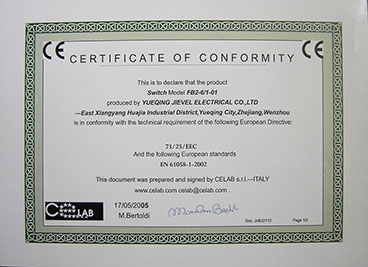 CE CERTIFICATE OF CONFORMITY CE
This is to declare that the product
Switch Model FB2-6/1-01
produced by YUEQING JIEVEL ELECTRICAL CO.,LTD
—East Xiangyang Huajia Industrial District,Yueqing City,Zhejiang,Wenzhou
is in conformity with the technical requirement of the following European Directive:
73/23/EEC
And the following European standards
EN 61058-1-2002
This document was prepared and signed by CELAB s.r.l.—ITALY
www.celab.com celab@celab.com .
CELAB
17/05/2005
M.Bertoldi
Page 1/2